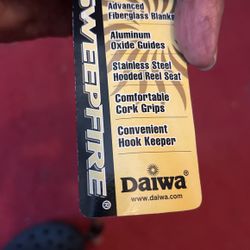 SWEEPFIRE®
Advanced
Fiberglass Blanks
Aluminum
Oxide Guides
Stainless Steel
Hooded Reel Seat
Comfortable
Cork Grips
Convenient
Hook Keeper
DAIWA®
www.daiwa.com